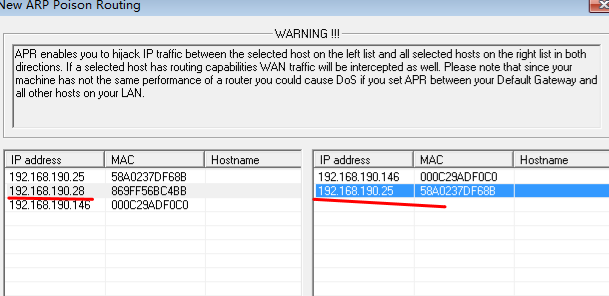 New ARP Poison Routing
WARNING !!!
APR enables you to hijack IP traffic between the selected host on the left list and all selected hosts on the right list in both
directions. If a selected host has routing capabilities WAN traffic will be intercepted as well. Please note that since your
machine has not the same performance of a router you could cause DoS if you set APR between your Default Gateway and
all other hosts on your LAN.
IP address MAC Hostname
192.168.190.25 58A0237DF68B
192.168.190.28 869FF56BC4BB
192.168.190.146 000C29ADF0C0
IP address MAC Hostname
192.168.190.146 000C29ADF0C0
192.168.190.25 58A0237DF68B